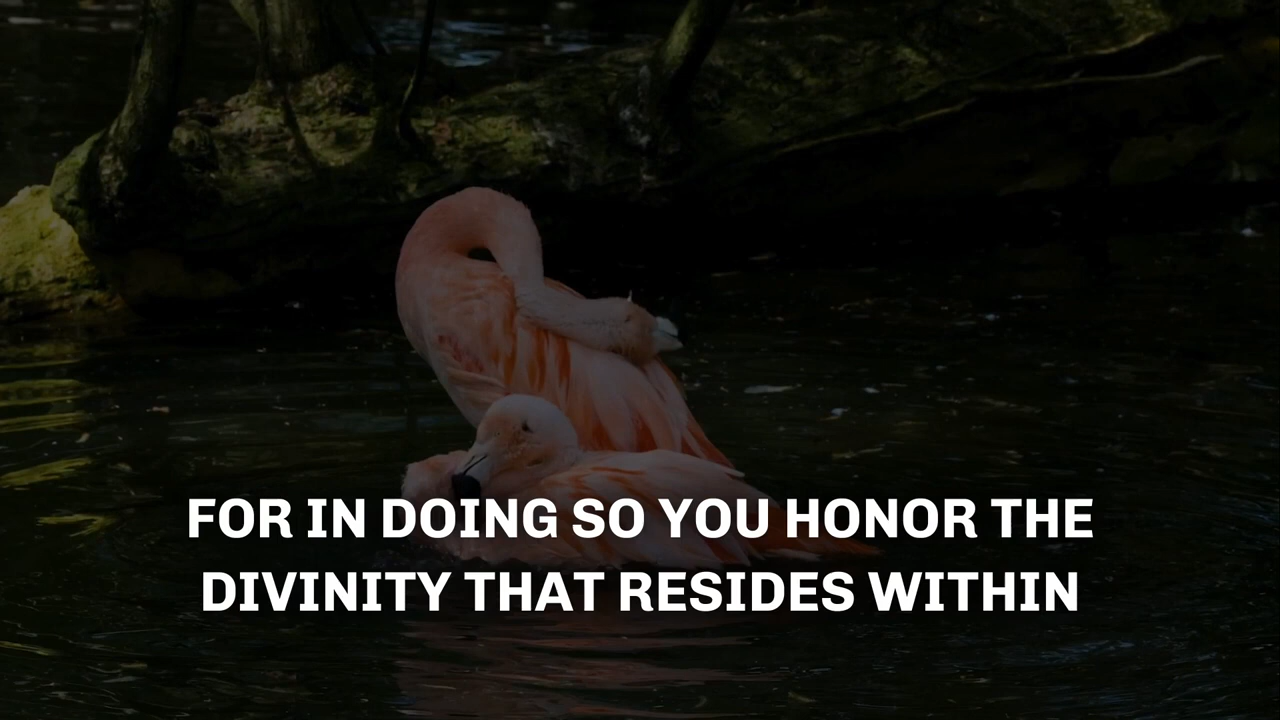 FOR IN DOING SO YOU HONOR THE
DIVINITY THAT RESIDES WITHIN